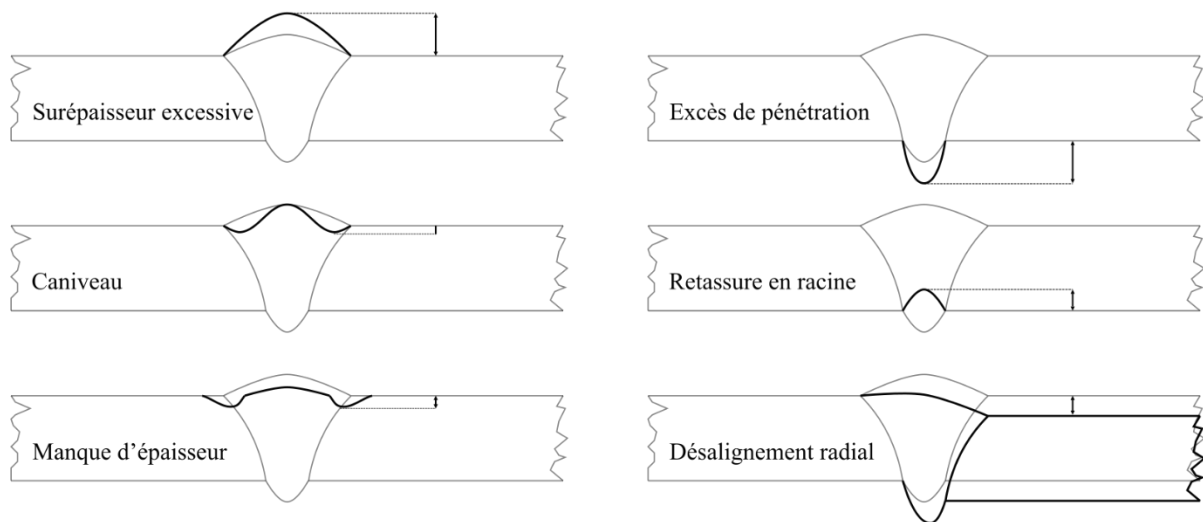 Surépaisseur excessive
Excès de pénétration
Caniveau
Retassure en racine
Manque d’épaisseur
Désalignement radial